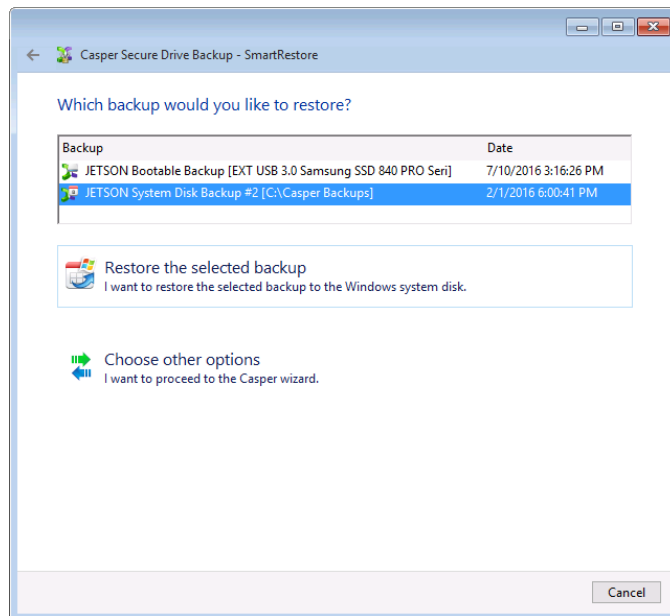 Casper Secure Drive Backup - SmartRestore
Which backup would you like to restore?
Backup Date
JETSON Bootable Backup [EXT USB 3.0 Samsung SSD 840 PRO Seri] 7/10/2016 3:16:26 PM
JETSON System Disk Backup #2 [C:\Casper Backups] 2/1/2016 6:00:41 PM
Restore the selected backup
I want to restore the selected backup to the Windows system disk.
Choose other options
I want to proceed to the Casper wizard.
Cancel